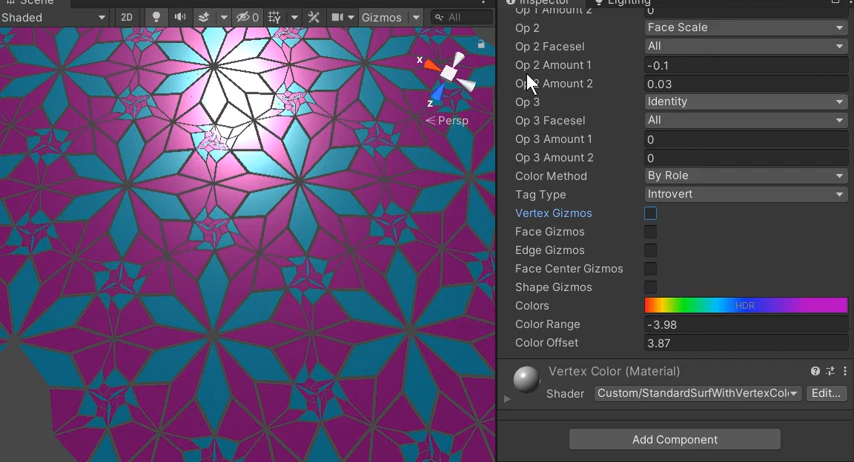 Scene
Inspector
Lighting
Shaded
2D
0
Gizmos
All
Op 1 Amount 2
0
Op 2
Face Scale
Op 2 Facesel
All
Op 2 Amount 1
-0.1
Op 2 Amount 2
0.03
Op 3
Identity
Op 3 Facesel
All
Op 3 Amount 1
0
Op 3 Amount 2
0
Color Method
By Role
Tag Type
Introvert
Vertex Gizmos
Face Gizmos
Edge Gizmos
Face Center Gizmos
Shape Gizmos
Colors
HDR
Color Range
-3.98
Color Offset
3.87
x
z
Persp
Vertex Color (Material)
Shader
Custom/StandardSurfWithVertexColo
Edit...
Add Component